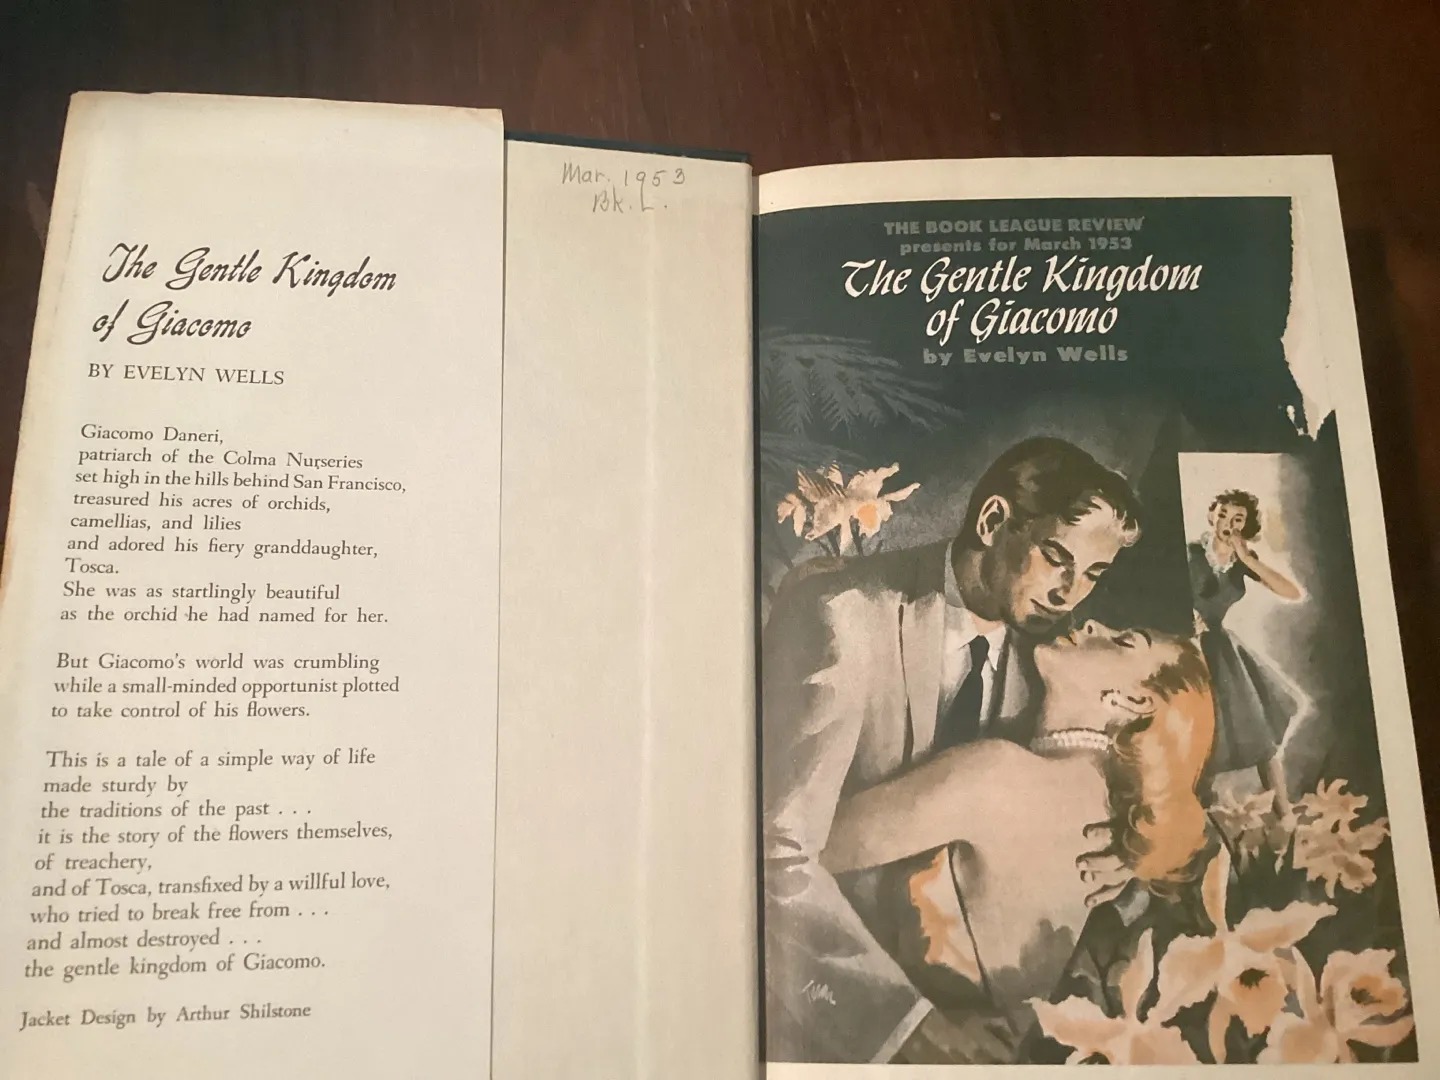 The Gentle Kingdom
of Giacomo
BY EVELYN WELLS
Giacomo Daneri,
patriarch of the Colma Nurseries
set high in the hills behind San Francisco,
treasured his acres of orchids,
camellias, and lilies
and adored his fiery granddaughter,
Tosca.
She was as startlingly beautiful
as the orchid he had named for her.
But Giacomo's world was crumbling
while a small-minded opportunist plotted
to take control of his flowers.
This is a tale of a simple way of life
made sturdy by
the traditions of the past . . .
it is the story of the flowers themselves,
of treachery,
and of Tosca, transfixed by a willful love,
who tried to break free from . . .
and almost destroyed . . .
the gentle kingdom of Giacomo.
Jacket Design by Arthur Shilstone
Mar. 1953
Bk. L.
THE BOOK LEAGUE REVIEW
presents for March 1953
The Gentle Kingdom
of Giacomo
by Evelyn Wells